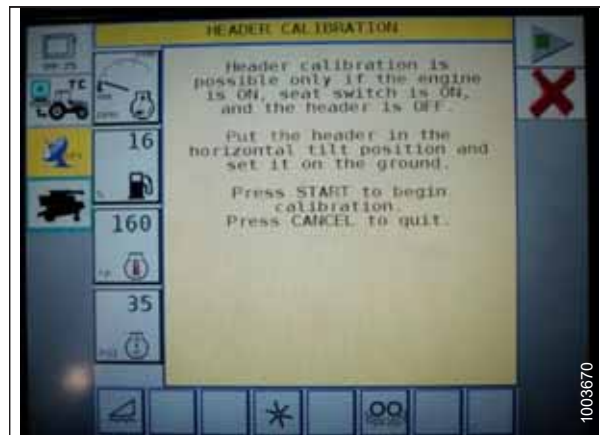 HEADER CALIBRATION
Header calibration is
possible only if the engine
is ON, seat switch is ON,
and the header is OFF.
Put the header in the
horizontal tilt position and
set it on the ground.
Press START to begin
calibration.
Press CANCEL to quit.
TC
16
160
35
1003670